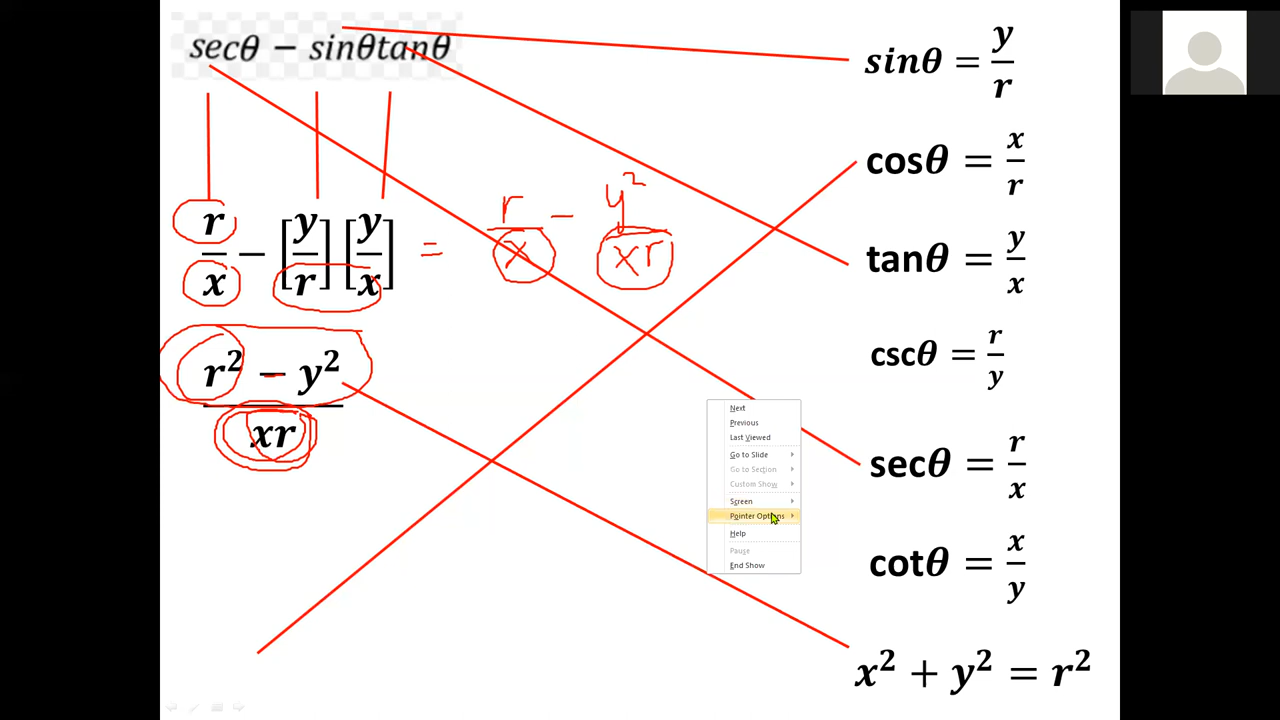 secθ − sinθtanθ
r/x − [y/r][y/x] = r/x − y²/xr
(r² − y²)/xr
sinθ = y/r
cosθ = x/r
tanθ = y/x
cscθ = r/y
secθ = r/x
cotθ = x/y
x² + y² = r²
Next
Previous
Last Viewed
Go to Slide
Go to Section
Custom Show
Screen
Pointer Options
Help
Pause
End Show